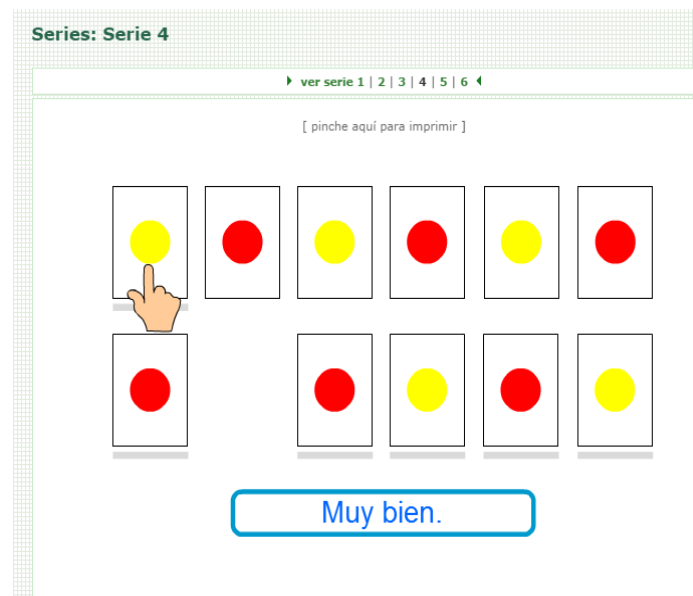 Series: Serie 4
ver serie 1 | 2 | 3 | 4 | 5 | 6
[ pinche aquí para imprimir ]
Muy bien.